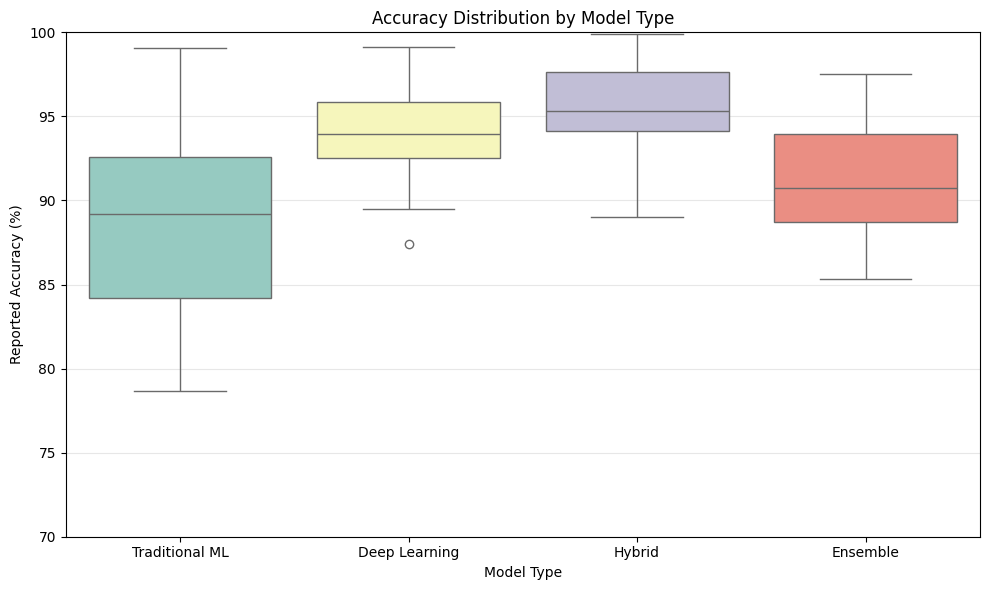 Accuracy Distribution by Model Type
Reported Accuracy (%)
100
95
90
85
80
75
70
Traditional ML
Deep Learning
Hybrid
Ensemble
Model Type